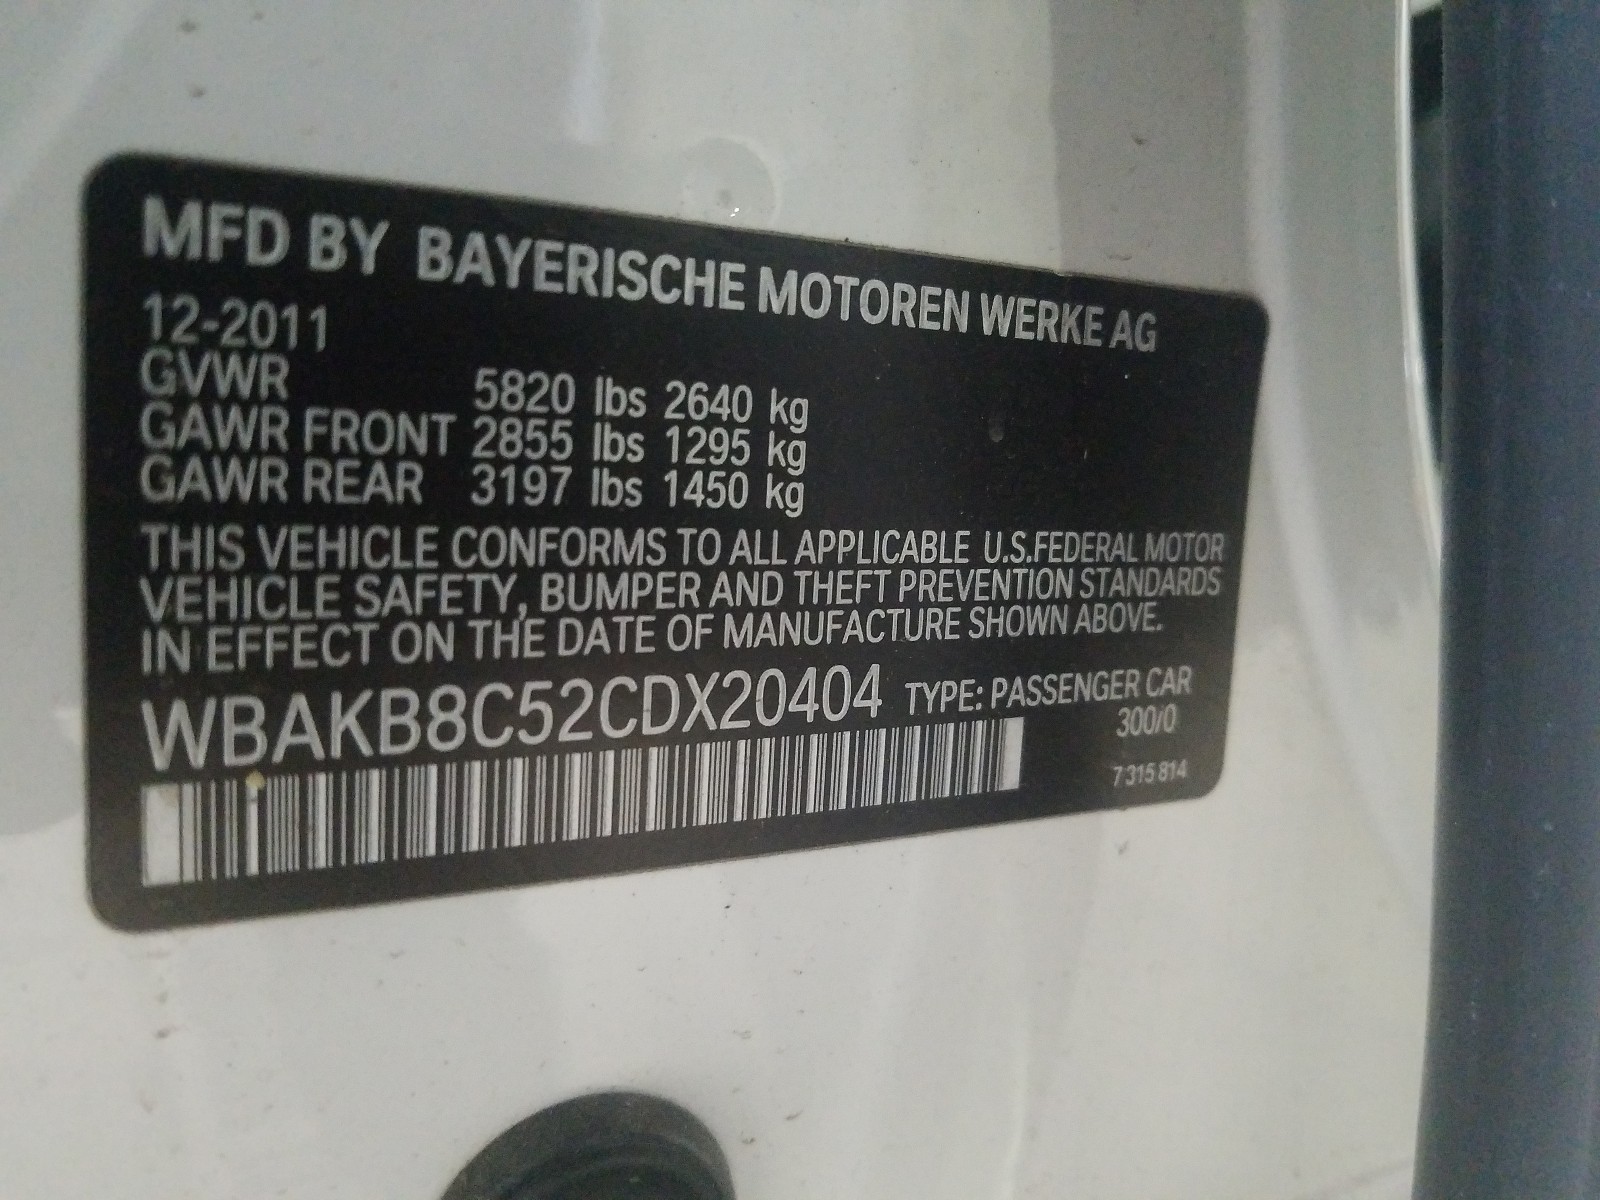 MFD BY BAYERISCHE MOTOREN WERKE AG
12-2011
GVWR 5820 lbs 2640 kg
GAWR FRONT 2855 lbs 1295 kg
GAWR REAR 3197 lbs 1450 kg
THIS VEHICLE CONFORMS TO ALL APPLICABLE U.S.FEDERAL MOTOR
VEHICLE SAFETY, BUMPER AND THEFT PREVENTION STANDARDS
IN EFFECT ON THE DATE OF MANUFACTURE SHOWN ABOVE.
WBAKB8C52CDX20404 TYPE: PASSENGER CAR
300/0
7 315 814